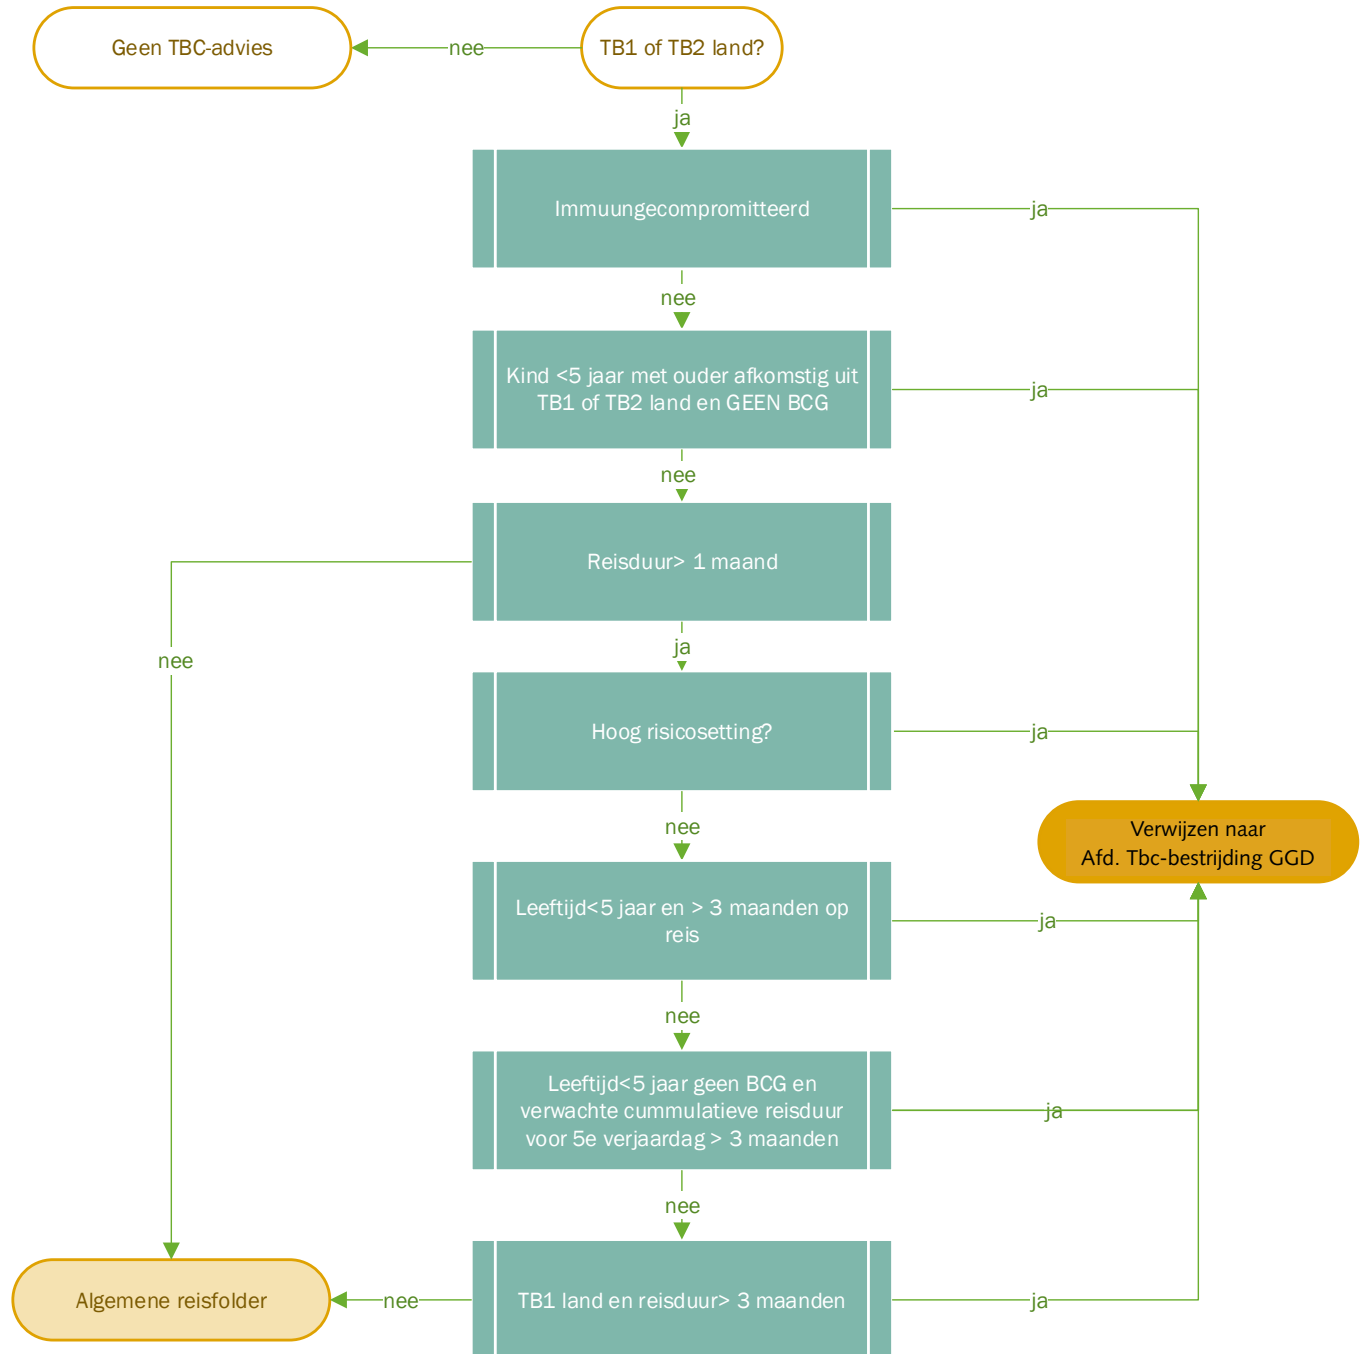 Geen TBC-advies
nee
TB1 of TB2 land?
ja
Immuungecompromitteerd
ja
nee
Kind <5 jaar met ouder afkomstig uit
TB1 of TB2 land en GEEN BCG
ja
nee
Reisduur> 1 maand
nee
ja
Hoog risicosetting?
ja
nee
Verwijzen naar
Afd. Tbc-bestrijding GGD
Leeftijd<5 jaar en > 3 maanden op
reis
ja
nee
Leeftijd<5 jaar geen BCG en
verwachte cummulatieve reisduur
voor 5e verjaardag > 3 maanden
ja
nee
Algemene reisfolder
nee
TB1 land en reisduur> 3 maanden
ja